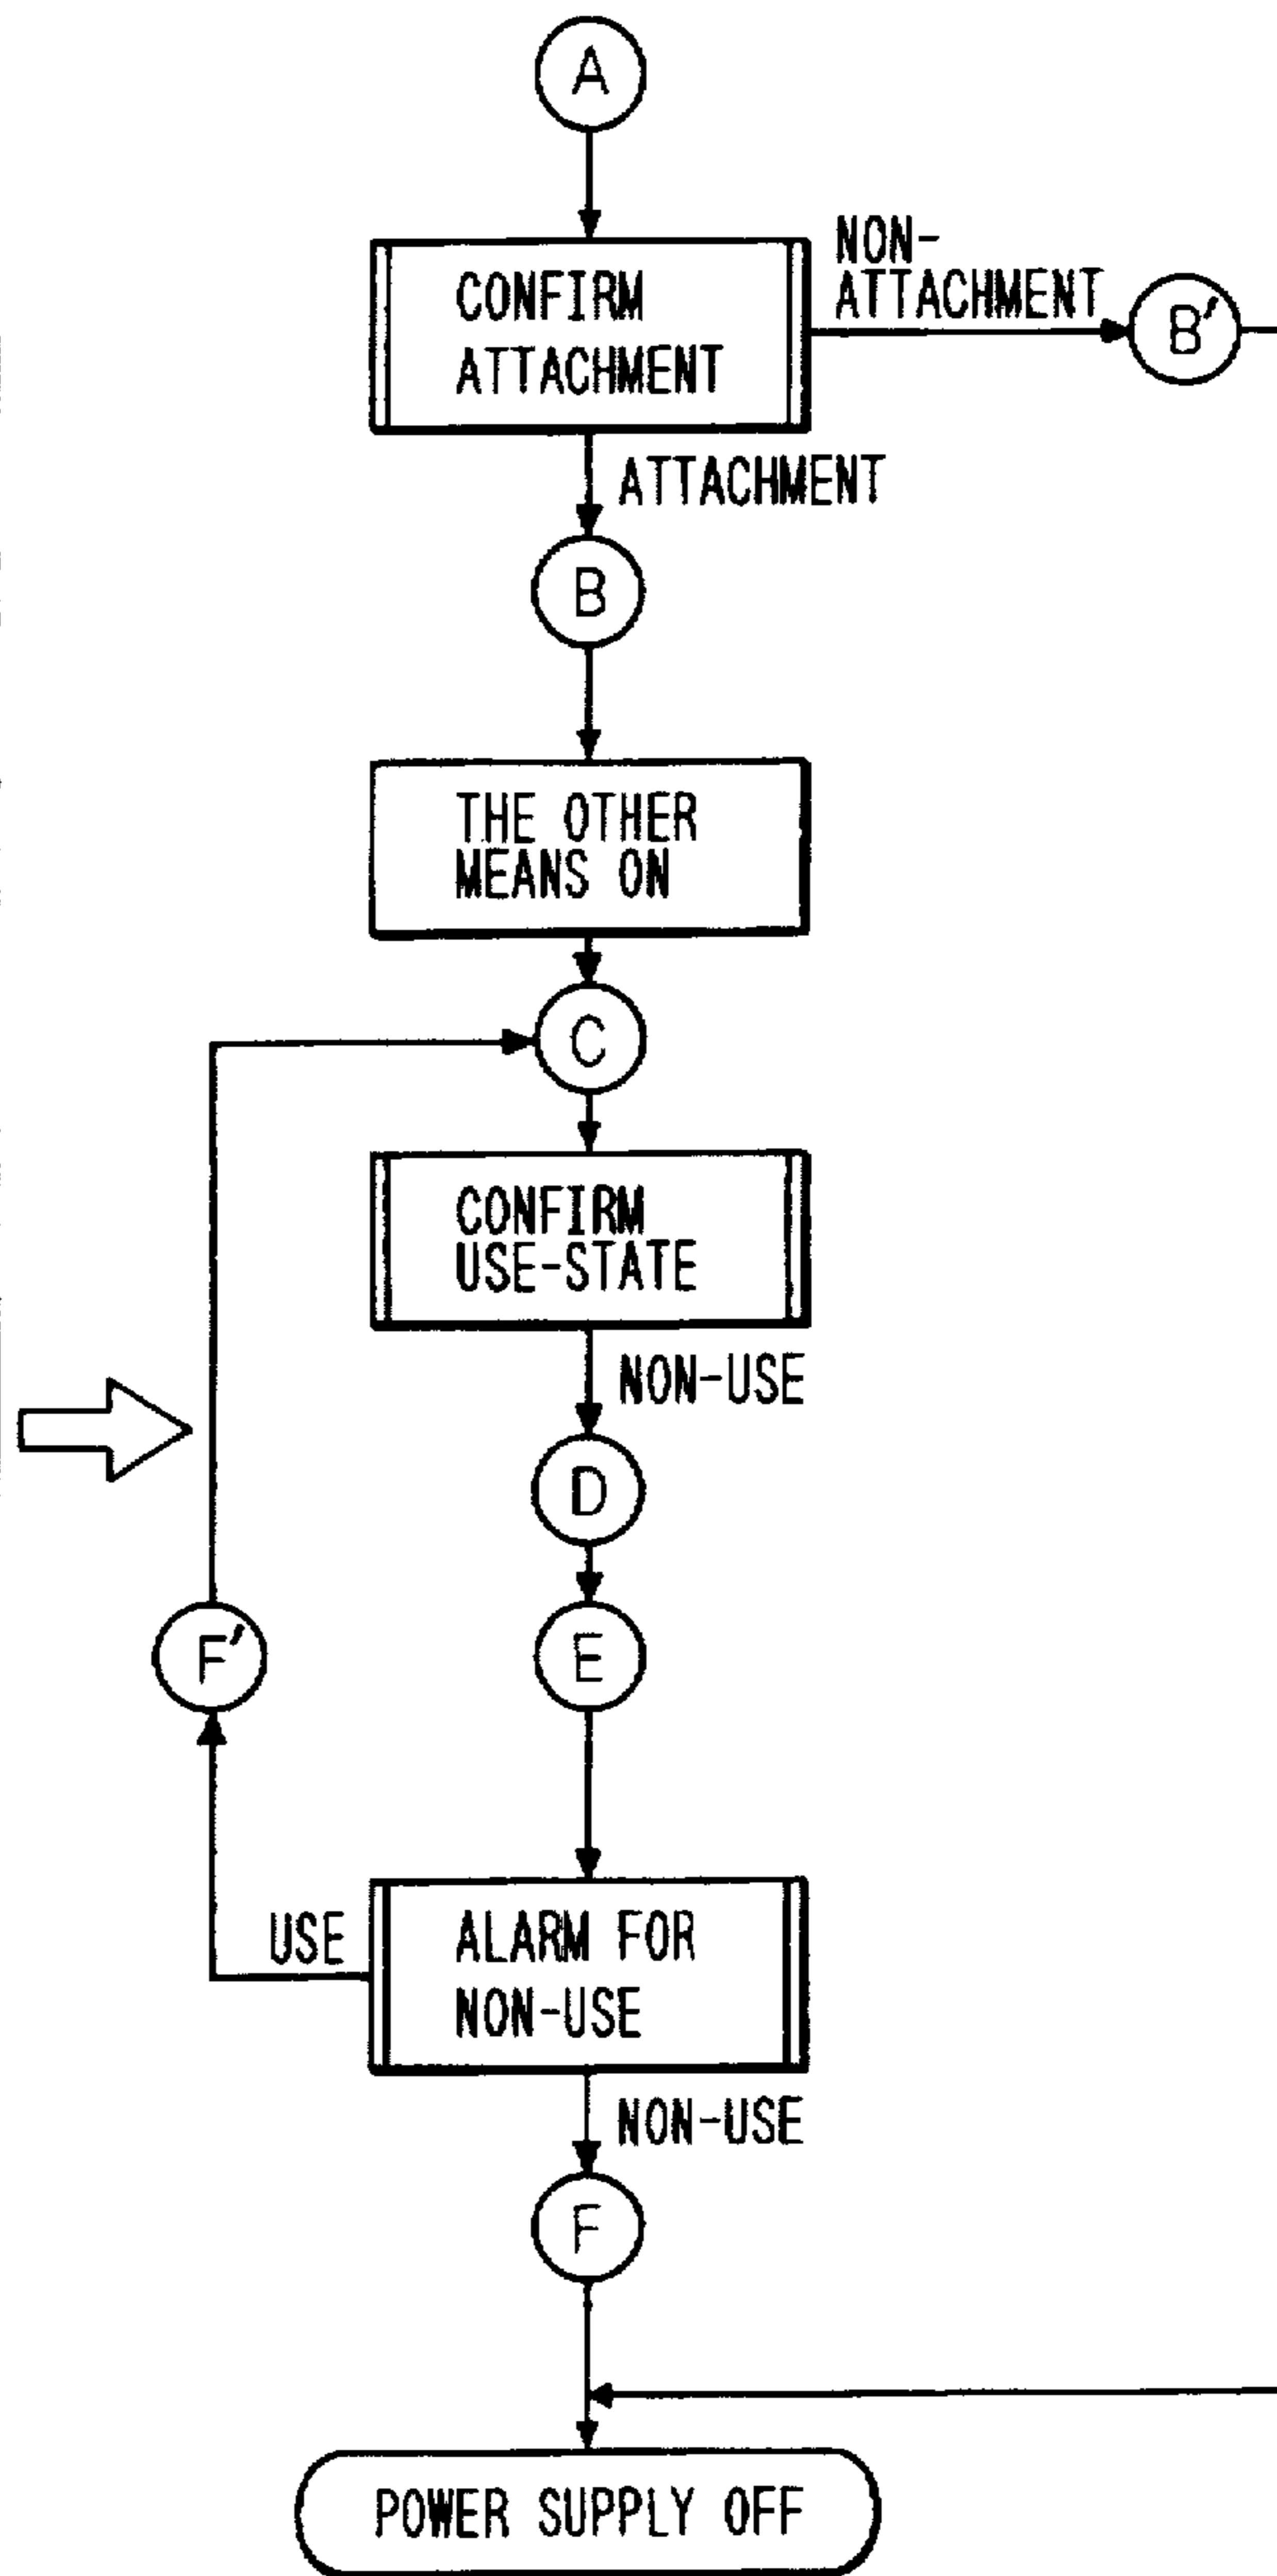 A
NON-
ATTACHMENT
CONFIRM
ATTACHMENT
B'
ATTACHMENT
B
THE OTHER
MEANS ON
C
CONFIRM
USE-STATE
NON-USE
D
E
F'
USE
ALARM FOR
NON-USE
NON-USE
F
POWER SUPPLY OFF